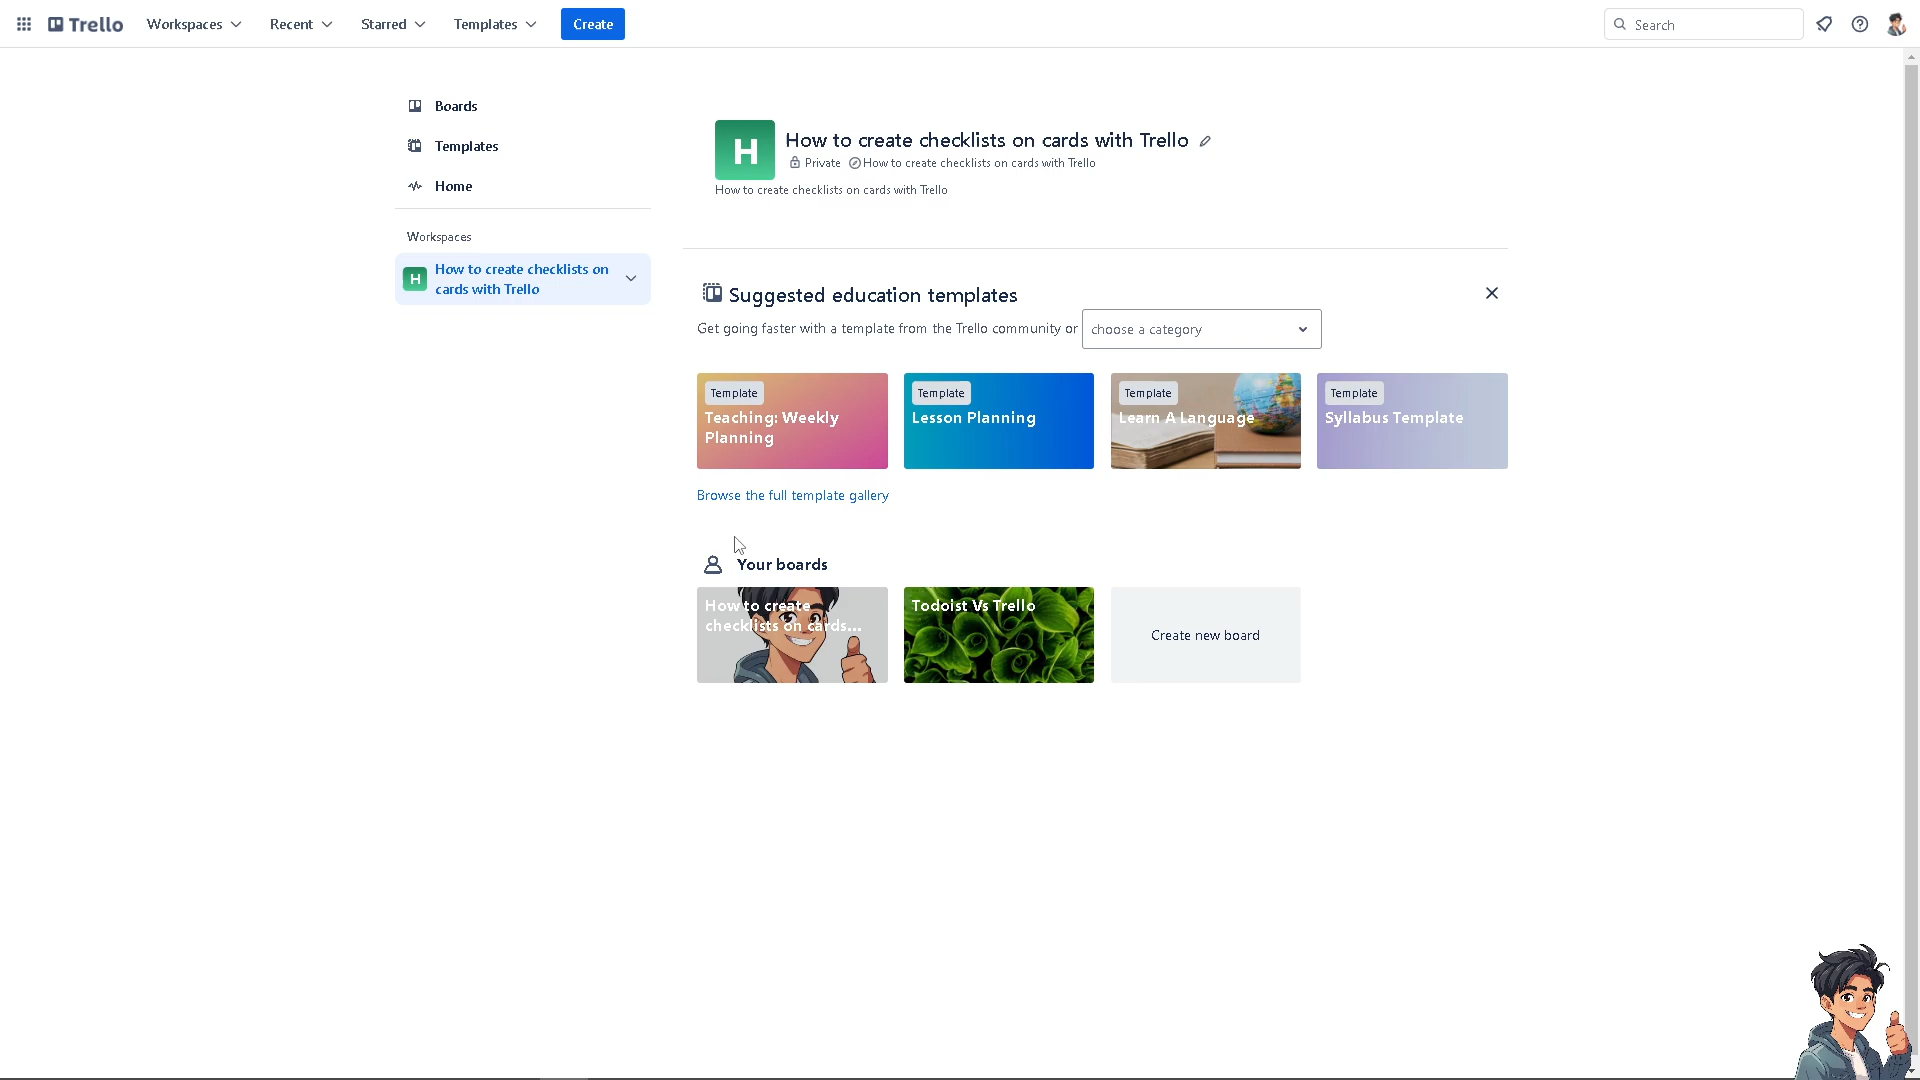 Trello
Workspaces
Recent
Starred
Templates
Create
Search
Boards
Templates
Home
Workspaces
H
How to create checklists on
cards with Trello
H
How to create checklists on cards with Trello
Private
How to create checklists on cards with Trello
How to create checklists on cards with Trello
Suggested education templates
Get going faster with a template from the Trello community or
choose a category
Template
Teaching: Weekly
Planning
Template
Lesson Planning
Template
Learn A Language
Template
Syllabus Template
Browse the full template gallery
Your boards
How to create
checklists on cards...
Todoist Vs Trello
Create new board